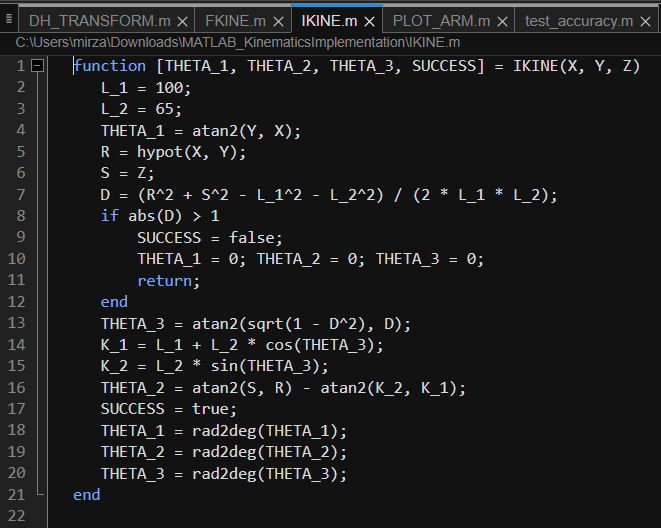 DH_TRANSFORM.m FKINE.m IKINE.m PLOT_ARM.m test_accuracy.m
C:\Users\mirza\Downloads\MATLAB_KinematicsImplementation\IKINE.m
1 function [THETA_1, THETA_2, THETA_3, SUCCESS] = IKINE(X, Y, Z)
2 L_1 = 100;
3 L_2 = 65;
4 THETA_1 = atan2(Y, X);
5 R = hypot(X, Y);
6 S = Z;
7 D = (R^2 + S^2 - L_1^2 - L_2^2) / (2 * L_1 * L_2);
8 if abs(D) > 1
9 SUCCESS = false;
10 THETA_1 = 0; THETA_2 = 0; THETA_3 = 0;
11 return;
12 end
13 THETA_3 = atan2(sqrt(1 - D^2), D);
14 K_1 = L_1 + L_2 * cos(THETA_3);
15 K_2 = L_2 * sin(THETA_3);
16 THETA_2 = atan2(S, R) - atan2(K_2, K_1);
17 SUCCESS = true;
18 THETA_1 = rad2deg(THETA_1);
19 THETA_2 = rad2deg(THETA_2);
20 THETA_3 = rad2deg(THETA_3);
21 end
22